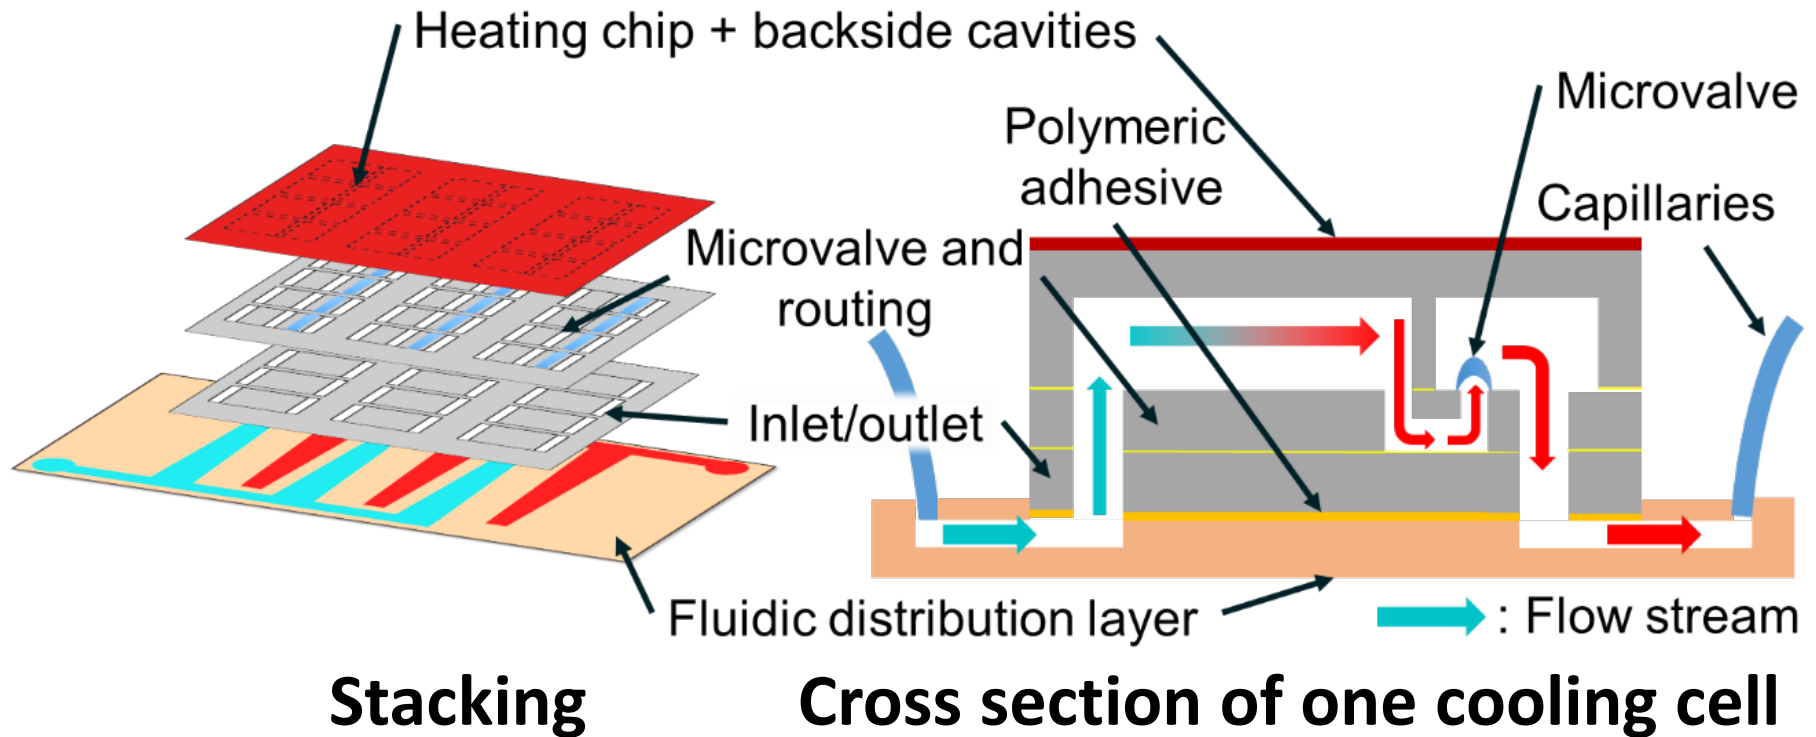 Heating chip + backside cavities
Microvalve
Polymeric
adhesive
Capillaries
Microvalve and
routing
Inlet/outlet
Fluidic distribution layer
: Flow stream
Stacking
Cross section of one cooling cell